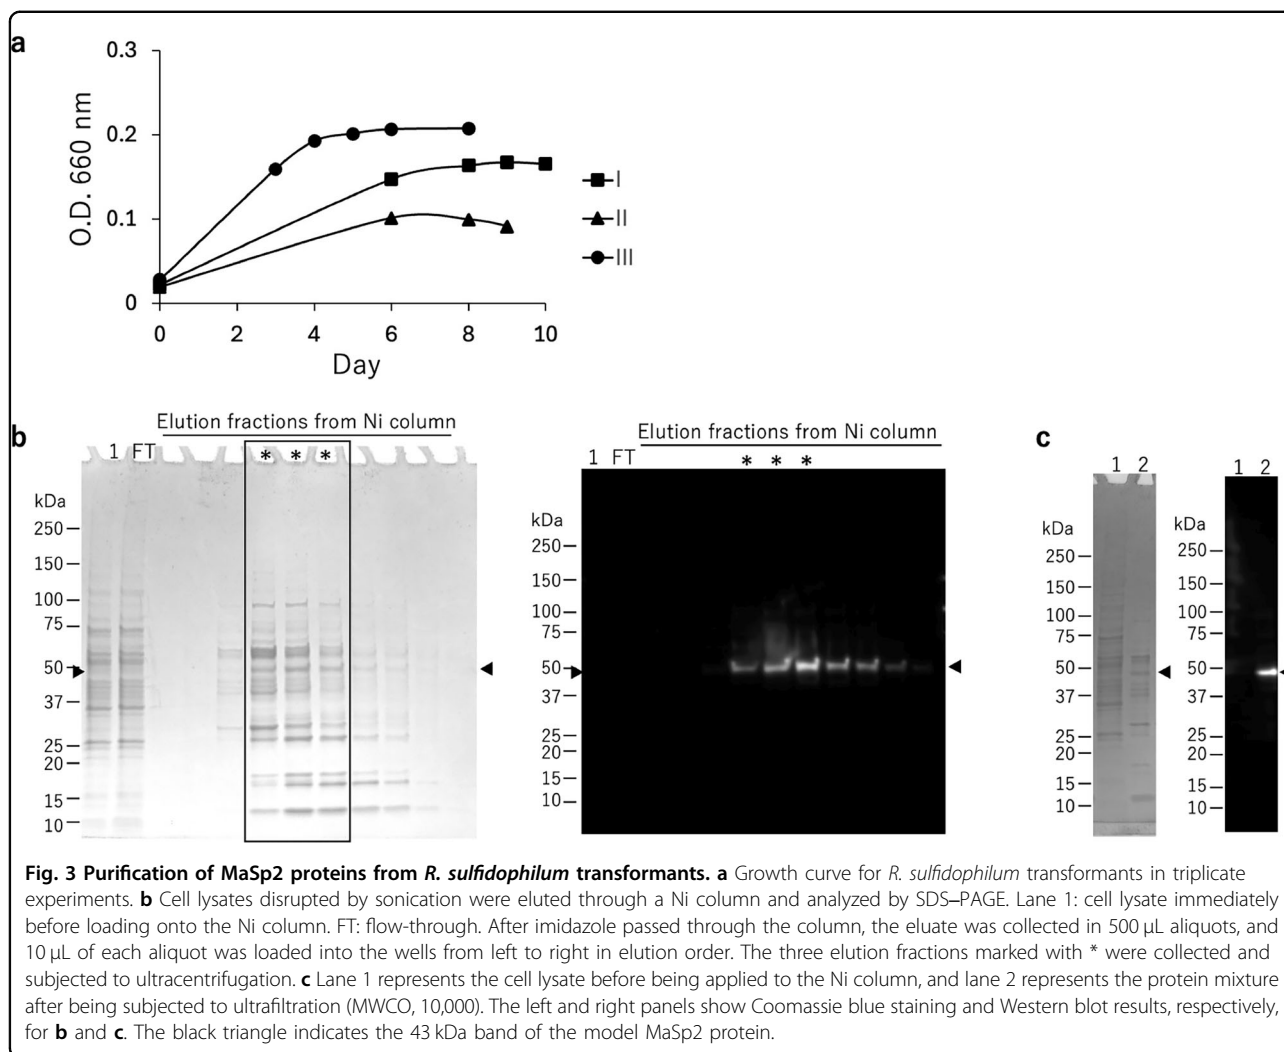 a
0.3
0.2
0.1
0
O.D. 660 nm
0 2 4 6 8 10
Day
I
II
III
b
Elution fractions from Ni column
1 FT
* * *
kDa
250
150
100
75
50
37
25
20
15
10
Elution fractions from Ni column
1 FT
* * *
kDa
250
150
100
75
50
37
25
20
15
10
c
1 2
kDa
250
150
100
75
50
37
25
20
15
10
1 2
kDa
250
150
100
75
50
37
25
20
15
10
Fig. 3 Purification of MaSp2 proteins from R. sulfidophilum transformants. a Growth curve for R. sulfidophilum transformants in triplicate
experiments. b Cell lysates disrupted by sonication were eluted through a Ni column and analyzed by SDS–PAGE. Lane 1: cell lysate immediately
before loading onto the Ni column. FT: flow-through. After imidazole passed through the column, the eluate was collected in 500 µL aliquots, and
10 µL of each aliquot was loaded into the wells from left to right in elution order. The three elution fractions marked with * were collected and
subjected to ultracentrifugation. c Lane 1 represents the cell lysate before being applied to the Ni column, and lane 2 represents the protein mixture
after being subjected to ultrafiltration (MWCO, 10,000). The left and right panels show Coomassie blue staining and Western blot results, respectively,
for b and c. The black triangle indicates the 43 kDa band of the model MaSp2 protein.